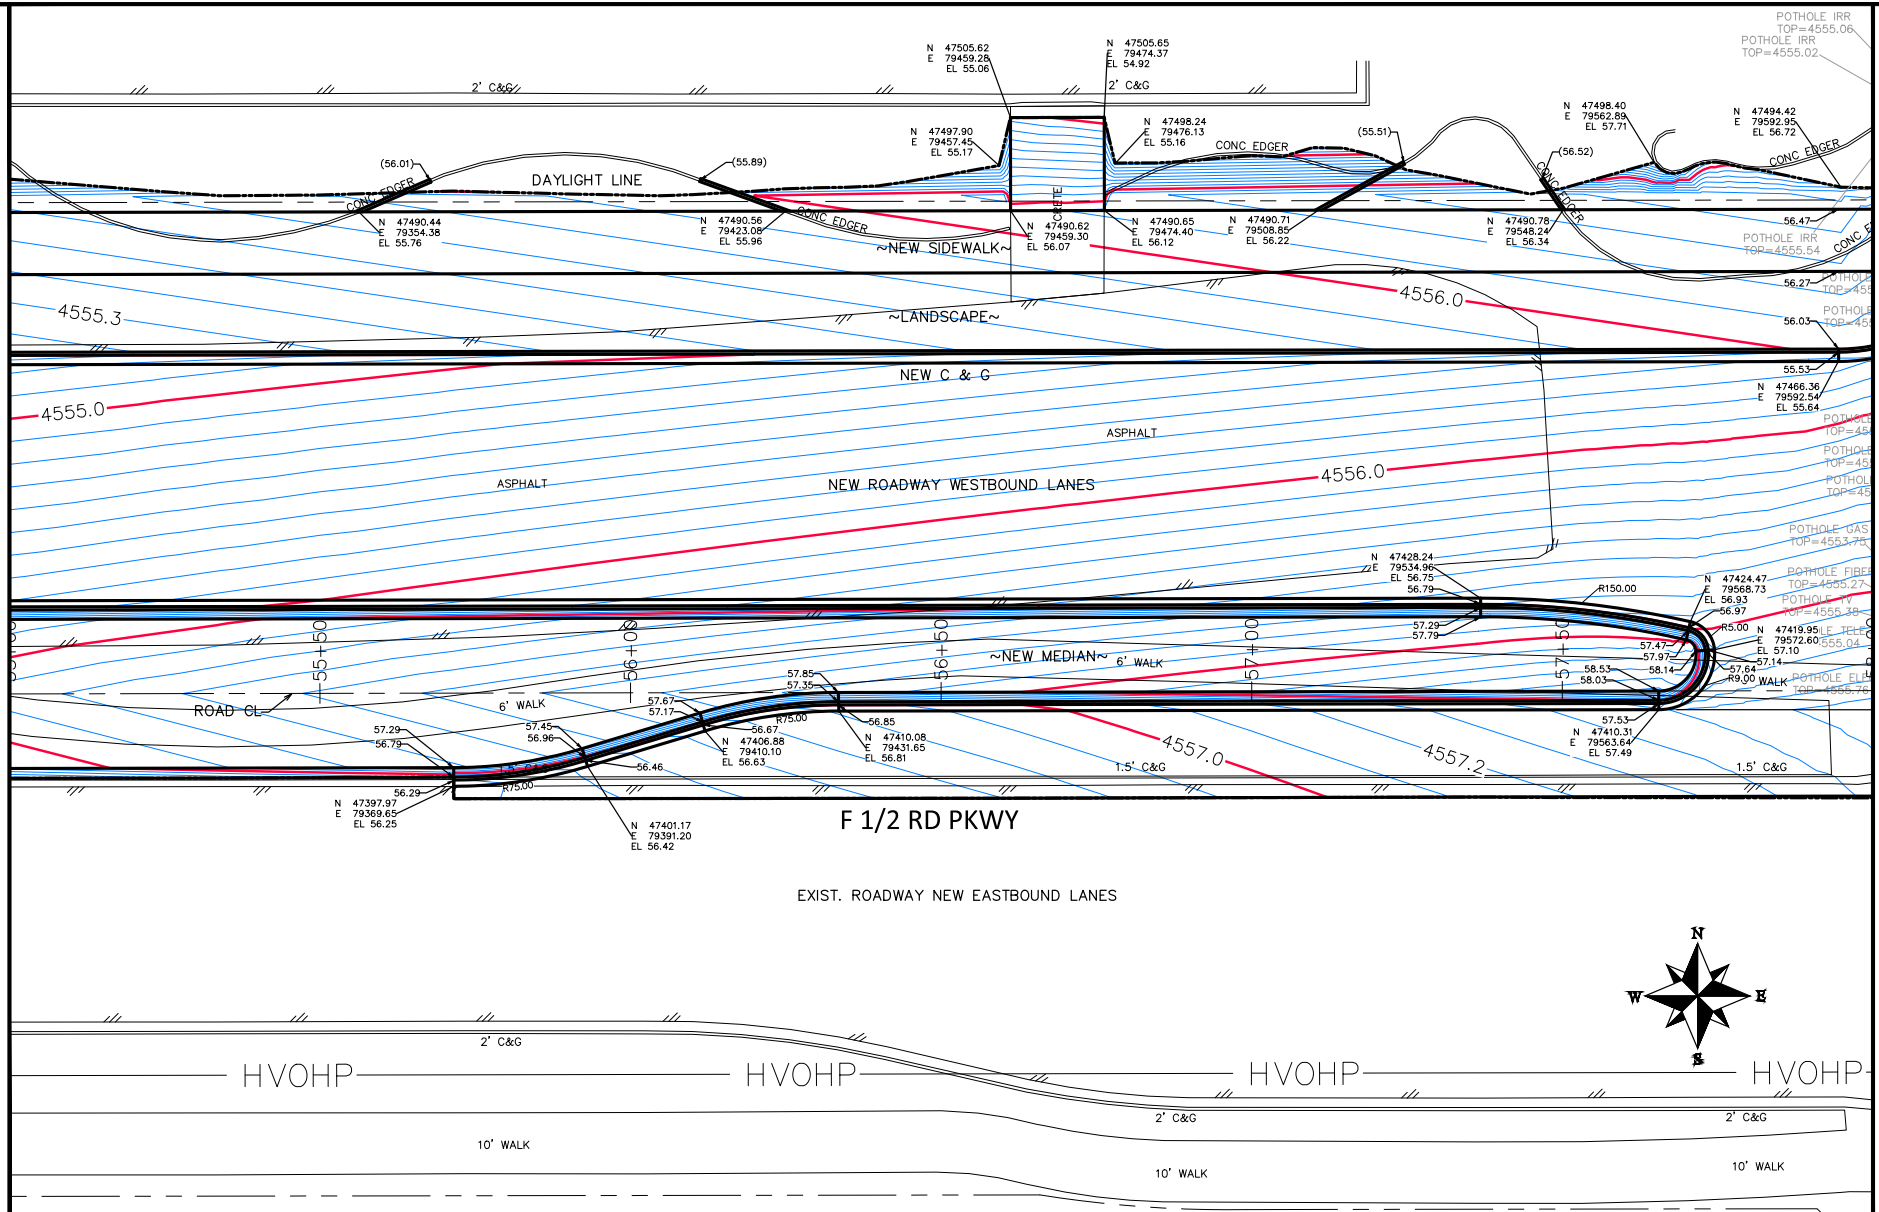 POTHOLE IRR
TOP=4555.06
POTHOLE IRR
TOP=4555.02
N 47505.62
E 79459.28
EL 55.06
N 47505.65
E 79474.37
EL 54.92
2' C&G
2' C&G
N 47497.90
E 79457.45
EL 55.17
N 47498.24
E 79476.13
EL 55.16
N 47498.40
E 79562.89
EL 57.71
N 47494.42
E 79592.95
EL 56.72
(56.01)
(55.89)
(55.51)
(56.52)
CONC EDGER
CONC EDGER
CONC EDGER
DAYLIGHT LINE
CONC EDGER
CONC EDGER
N 47490.44
E 79354.38
EL 55.76
N 47490.56
E 79423.08
EL 55.96
N 47490.62
E 79459.30
EL 56.07
N 47490.65
E 79474.40
EL 56.12
N 47490.71
E 79508.85
EL 56.22
N 47490.78
E 79548.24
EL 56.34
56.47
POTHOLE IRR
TOP=4555.54
~NEW SIDEWALK~
56.27
4555.3
4556.0
~LANDSCAPE~
56.03
NEW C & G
55.53
N 47466.36
E 79592.54
EL 55.64
4555.0
ASPHALT
ASPHALT
NEW ROADWAY WESTBOUND LANES
4556.0
POTHOLE GAS
TOP=4553.75
N 47428.24
E 79534.96
EL 56.75
56.79
57.29
57.79
R150.00
N 47424.47
E 79568.73
EL 56.93
56.97
TOP=4555.27
POTHOLE TV
TOP=4555.38
R5.00
N 47419.95
E 79572.60
EL 57.10
57.14
57.64
R9.00
WALK
57.47
57.97
58.14
58.53
58.03
57.53
TOP=4555.76
55+50
56+00
56+50
57+00
57+50
~NEW MEDIAN~
6' WALK
ROAD CL
6' WALK
57.85
57.35
57.67
57.17
57.45
56.96
57.29
56.79
56.29
R75.00
R75.00
56.67
56.85
56.46
N 47406.88
E 79410.10
EL 56.63
N 47410.08
E 79431.65
EL 56.81
N 47410.31
E 79563.64
EL 57.49
4557.0
4557.2
1.5' C&G
1.5' C&G
N 47397.97
E 79369.65
EL 56.25
N 47401.17
E 79391.20
EL 56.42
F 1/2 RD PKWY
EXIST. ROADWAY NEW EASTBOUND LANES
N
W
E
S
2' C&G
HVOHP
HVOHP
HVOHP
HVOHP
2' C&G
2' C&G
10' WALK
10' WALK
10' WALK